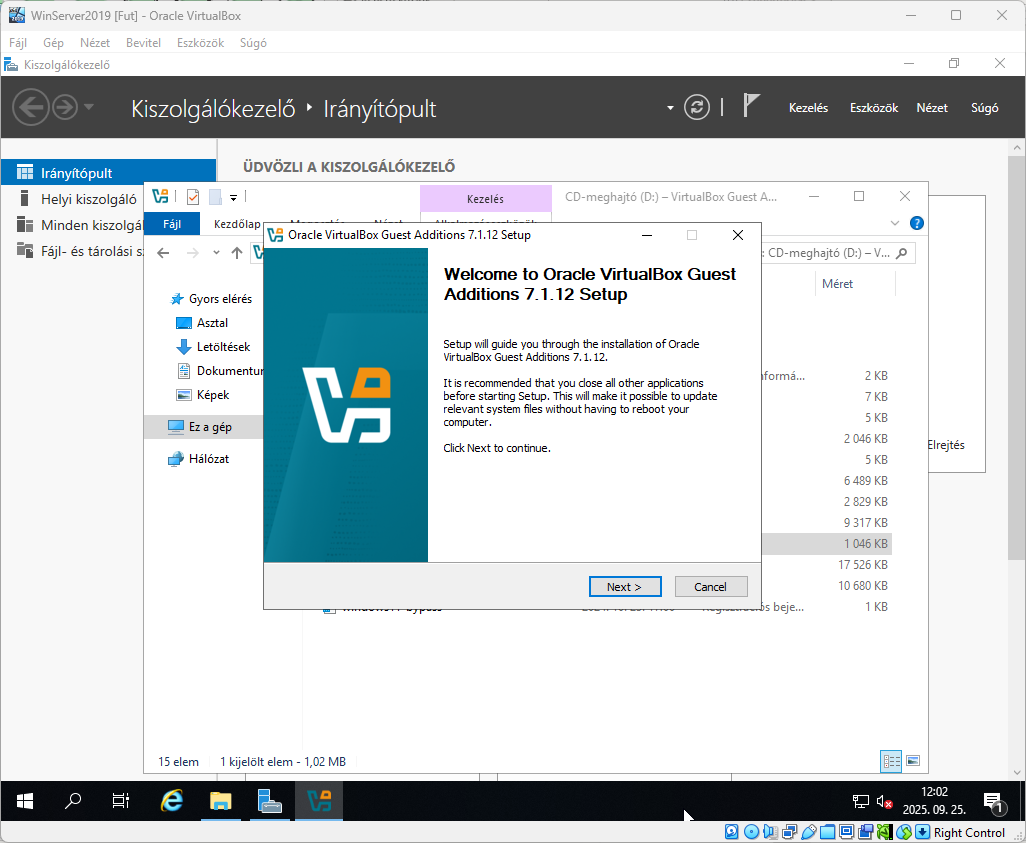 WinServer2019 [Fut] - Oracle VirtualBox
Fájl Gép Nézet Bevitel Eszközök Súgó
Kiszolgálókezelő
Kiszolgálókezelő Irányítópult
Kezelés Eszközök Nézet Súgó
Irányítópult
Helyi kiszolgáló
Minden kiszolgá
Fájl- és tárolási s
ÜDVÖZLI A KISZOLGÁLÓKEZELŐ
Kezelés
CD-meghajtó (D:) – VirtualBox Guest A...
Fájl Kezdőlap
CD-meghajtó (D:) – V...
Gyors elérés
Asztal
Letöltések
Dokumentur
Képek
Ez a gép
Hálózat
Méret
2 KB
7 KB
5 KB
2 046 KB
5 KB
6 489 KB
2 829 KB
9 317 KB
1 046 KB
17 526 KB
10 680 KB
1 KB
Elrejtés
Oracle VirtualBox Guest Additions 7.1.12 Setup
Welcome to Oracle VirtualBox Guest
Additions 7.1.12 Setup
Setup will guide you through the installation of Oracle
VirtualBox Guest Additions 7.1.12.
It is recommended that you close all other applications
before starting Setup. This will make it possible to update
relevant system files without having to reboot your
computer.
Click Next to continue.
Next >
Cancel
15 elem 1 kijelölt elem - 1,02 MB
12:02
2025. 09. 25.
1
Right Control